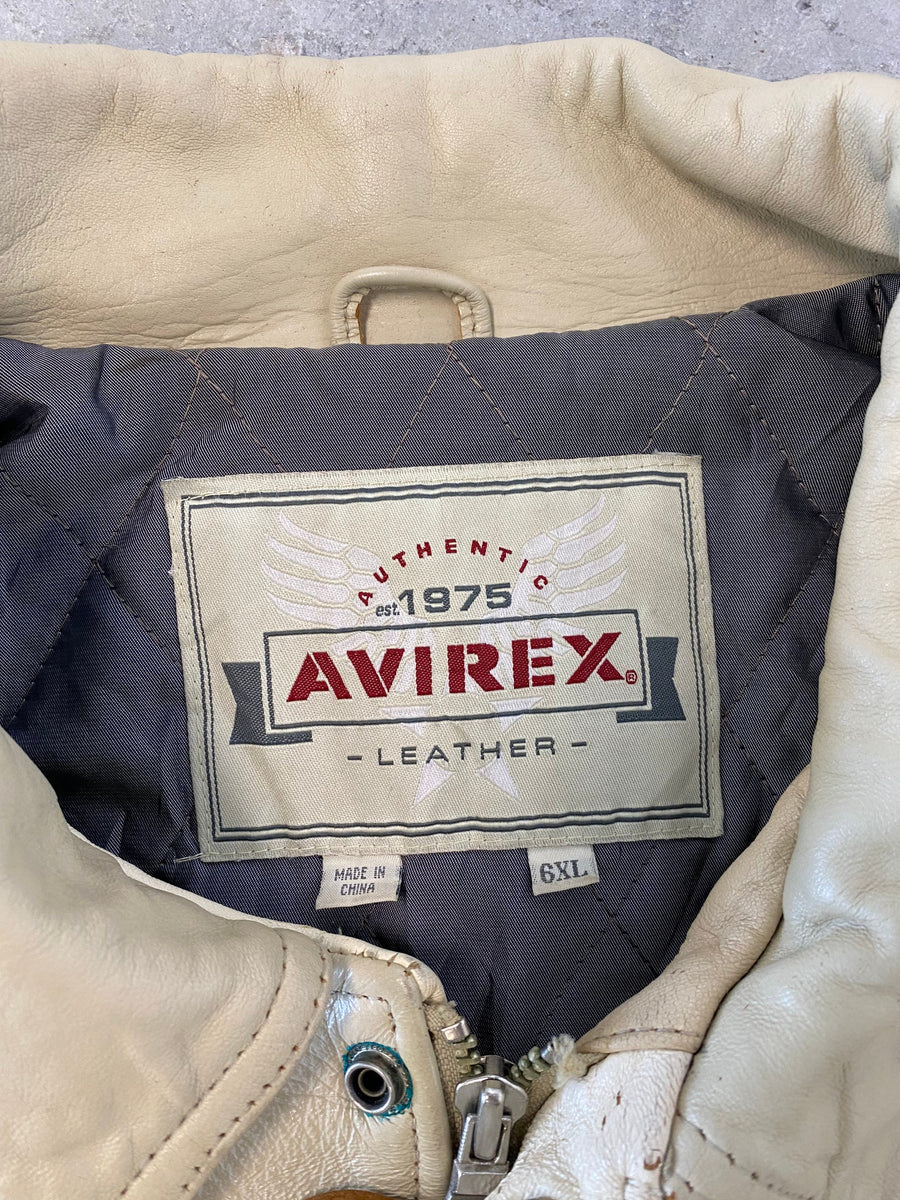 AUTHENTIC
est. 1975
AVIREX®
- LEATHER -
MADE IN
CHINA
6XL